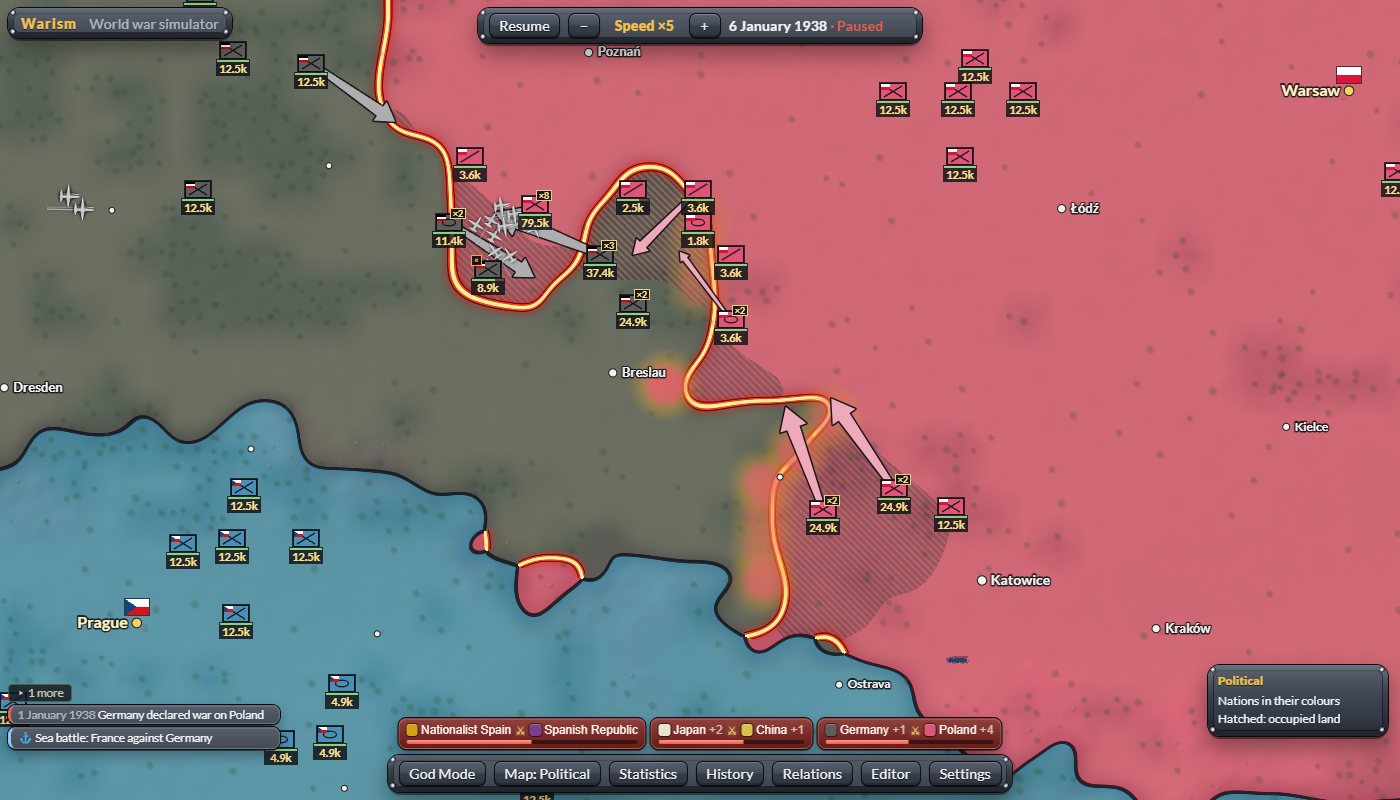 Warism World war simulator
Resume − Speed ×5 + 6 January 1938 · Paused
Poznań
12.5k
12.5k
12.5k
12.5k
12.5k
12.5k
Warsaw
12.5k
3.6k
12.5k
×8
79.5k
2.5k
3.6k
Łódź
×2
11.4k
1.8k
×3
37.4k
3.6k
8.9k
×2
24.9k
×2
3.6k
Breslau
Dresden
Kielce
×2
24.9k
×2
24.9k
12.5k
12.5k
12.5k
12.5k
12.5k
Katowice
Prague
12.5k
Kraków
Ostrava
4.9k
4.9k
4.9k
1 more
1 January 1938 Germany declared war on Poland
Sea battle: France against Germany
Political
Nations in their colours
Hatched: occupied land
Nationalist Spain Spanish Republic
Japan +2 China +1
Germany +1 Poland +4
God Mode Map: Political Statistics History Relations Editor Settings